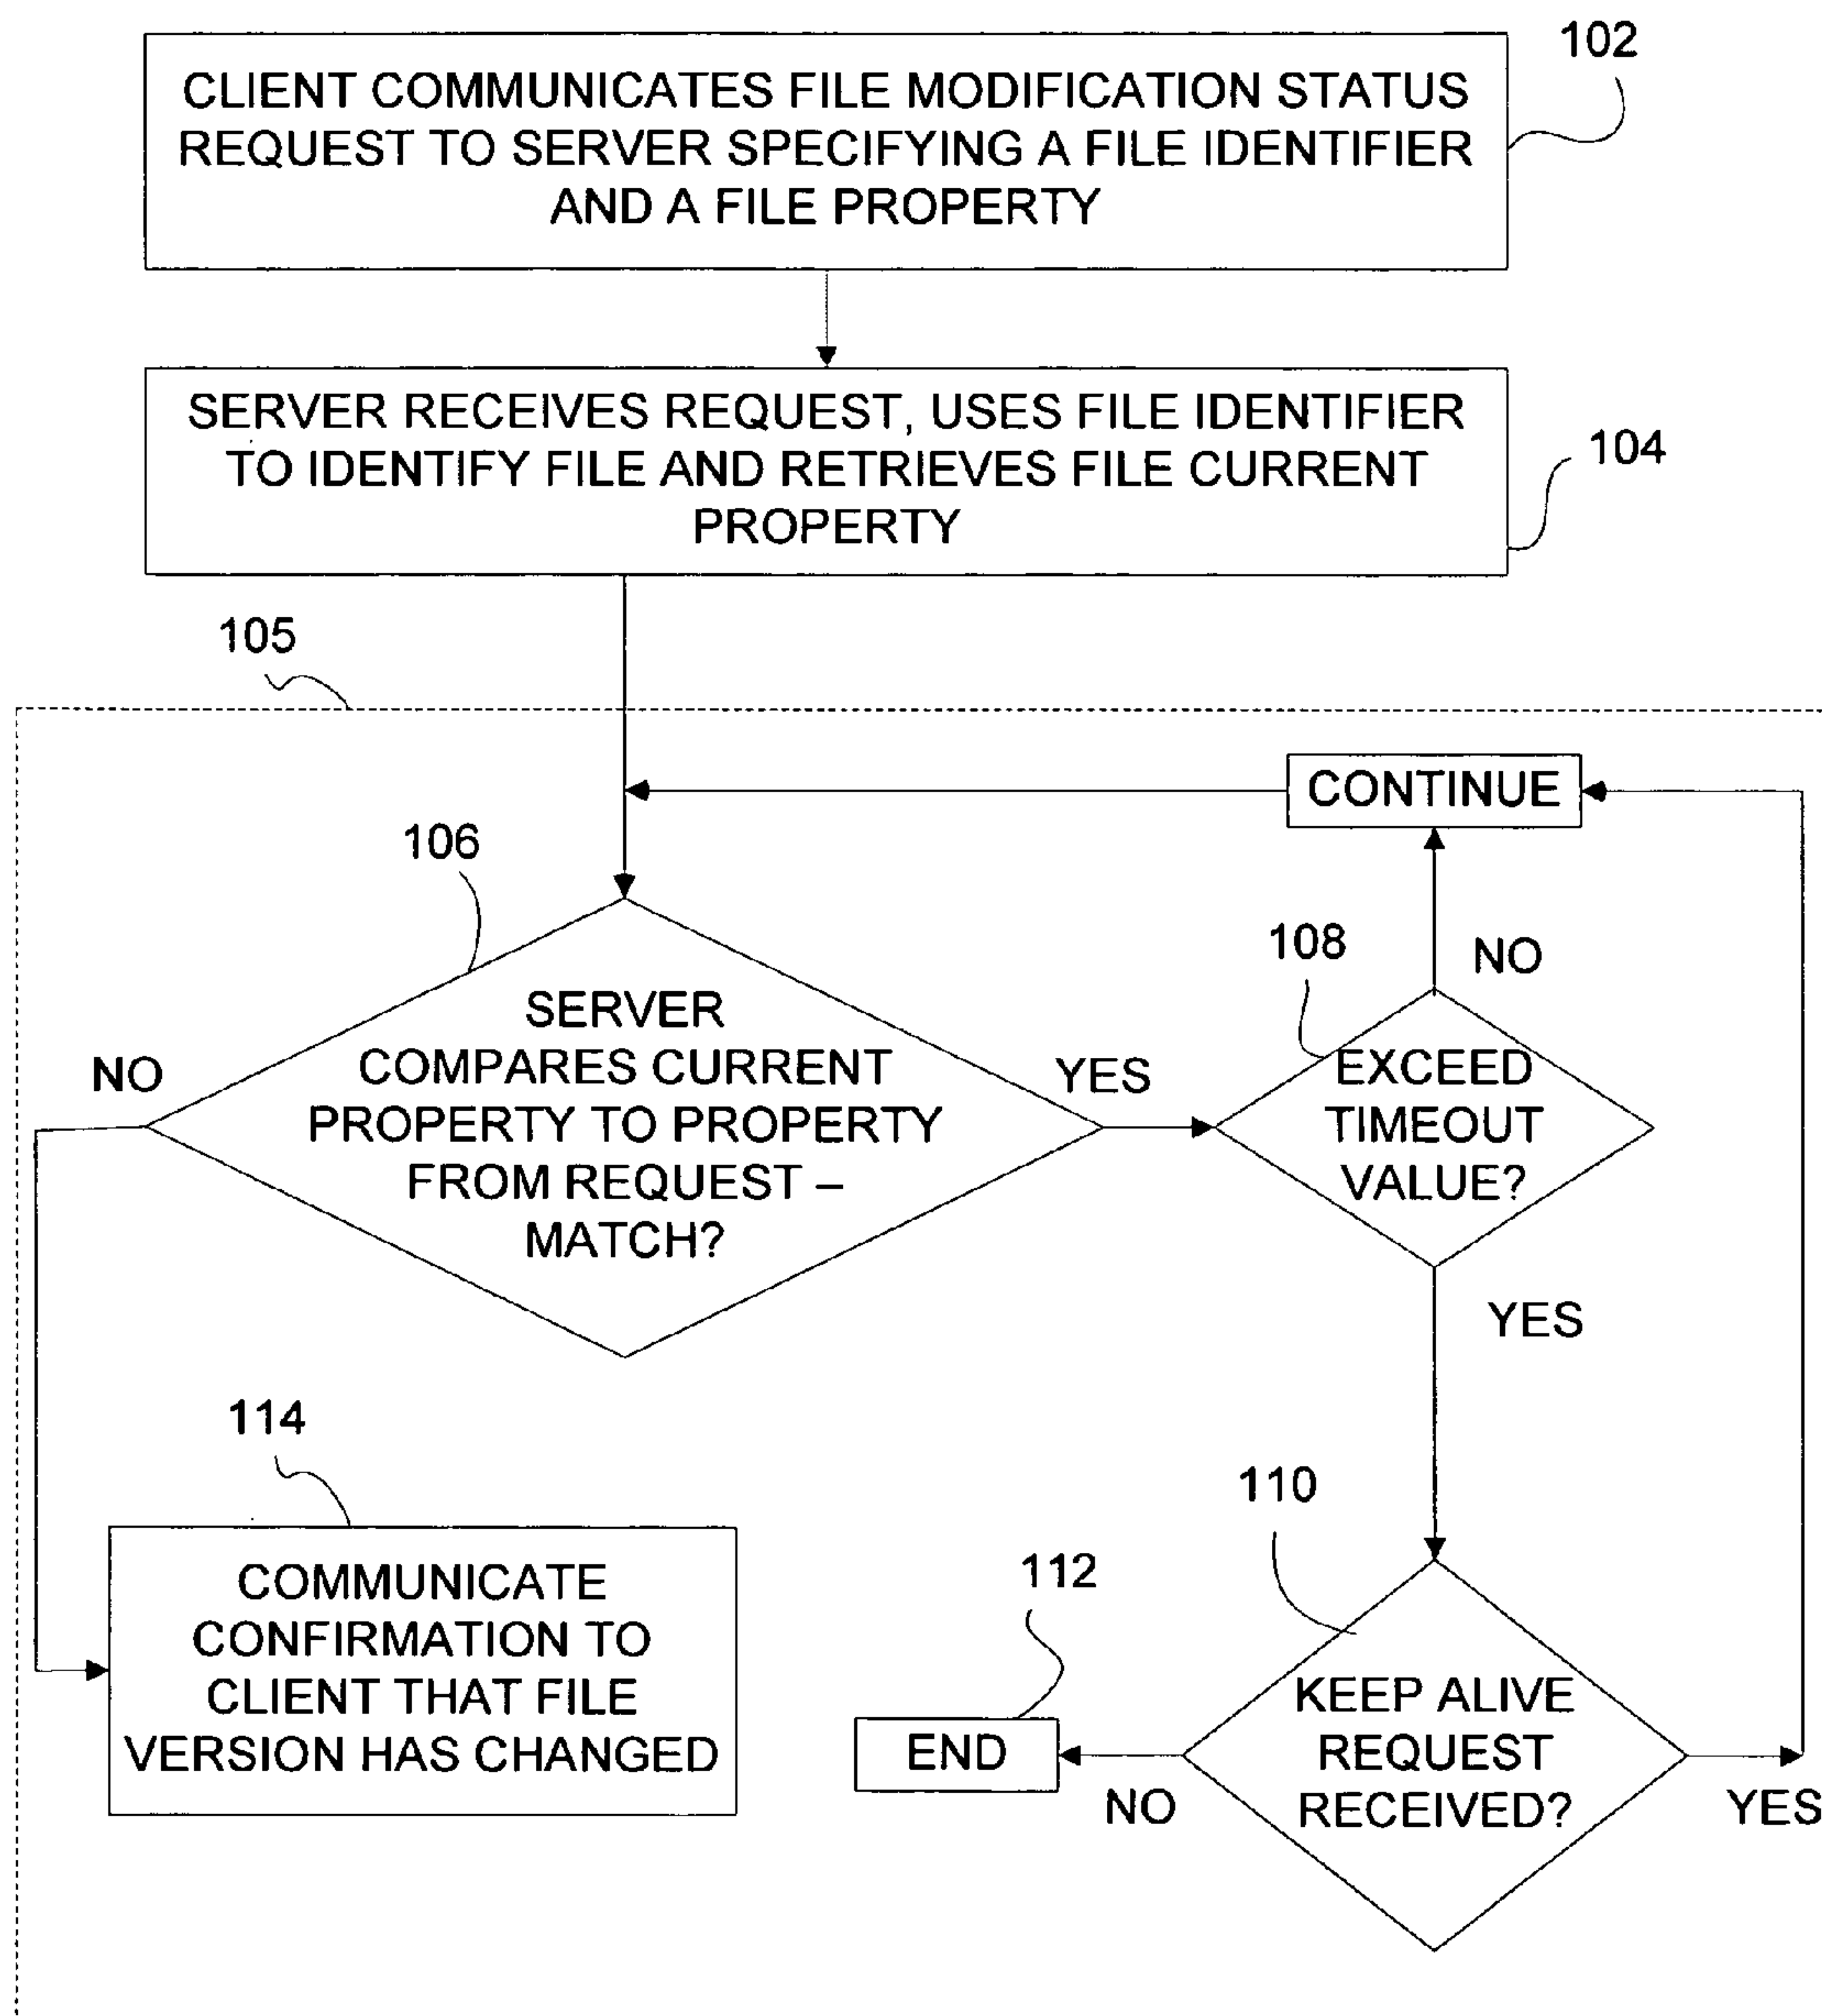 102
CLIENT COMMUNICATES FILE MODIFICATION STATUS
REQUEST TO SERVER SPECIFYING A FILE IDENTIFIER
AND A FILE PROPERTY
SERVER RECEIVES REQUEST, USES FILE IDENTIFIER
TO IDENTIFY FILE AND RETRIEVES FILE CURRENT
PROPERTY
104
105
CONTINUE
106
108
NO
SERVER
COMPARES CURRENT
PROPERTY TO PROPERTY
FROM REQUEST –
MATCH?
NO
YES
EXCEED
TIMEOUT
VALUE?
YES
114
COMMUNICATE
CONFIRMATION TO
CLIENT THAT FILE
VERSION HAS CHANGED
110
112
END
NO
KEEP ALIVE
REQUEST
RECEIVED?
YES